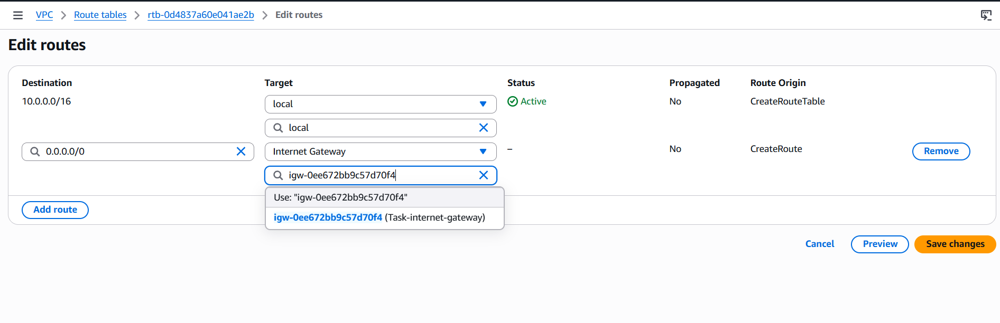 VPC > Route tables > rtb-0d4837a60e041ae2b > Edit routes
Edit routes
Destination Target Status Propagated Route Origin
10.0.0.0/16 local Active No CreateRouteTable
local
0.0.0.0/0 Internet Gateway – No CreateRoute Remove
igw-0ee672bb9c57d70f4
Use: "igw-0ee672bb9c57d70f4"
Add route
igw-0ee672bb9c57d70f4 (Task-internet-gateway)
Cancel Preview Save changes